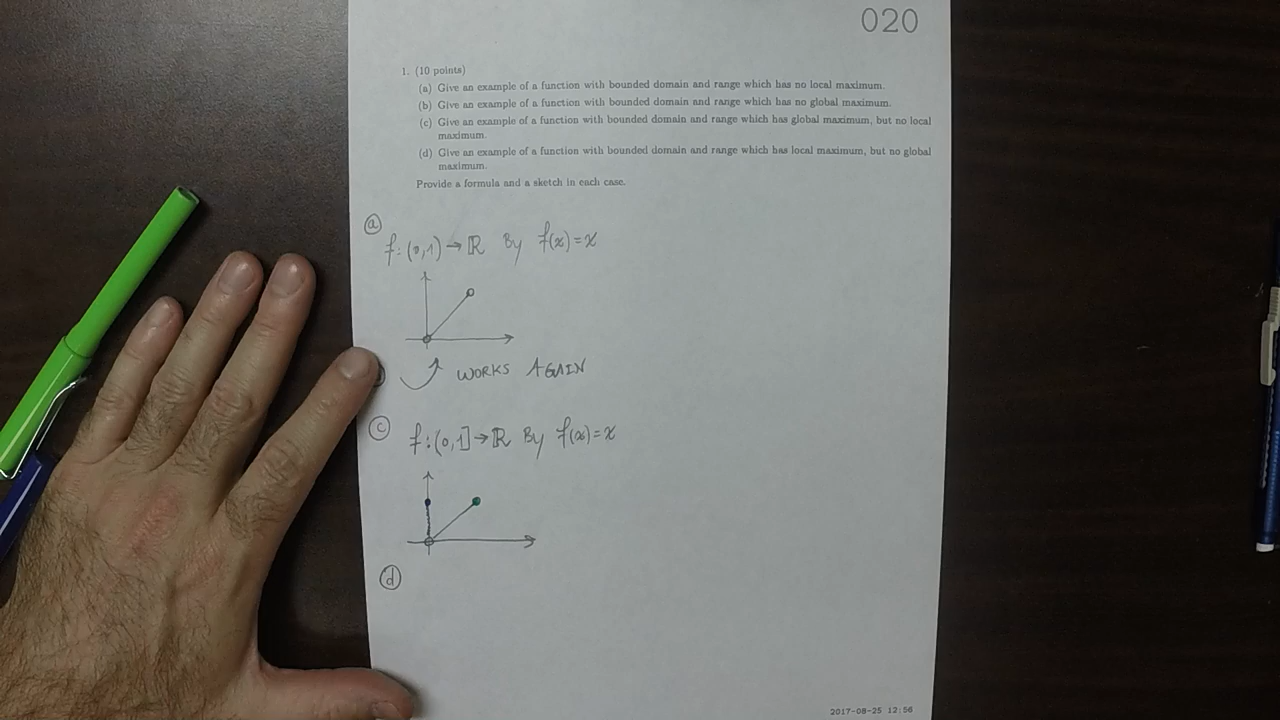 020
1. (10 points)
(a) Give an example of a function with bounded domain and range which has no local maximum.
(b) Give an example of a function with bounded domain and range which has no global maximum.
(c) Give an example of a function with bounded domain and range which has global maximum, but no local
maximum.
(d) Give an example of a function with bounded domain and range which has local maximum, but no global
maximum.
Provide a formula and a sketch in each case.
ⓐ
f: (0,1) → ℝ By f(x) = x
WORKS AGAIN
ⓒ f: (0,1] → ℝ By f(x) = x
ⓓ
2017-08-25 12:56